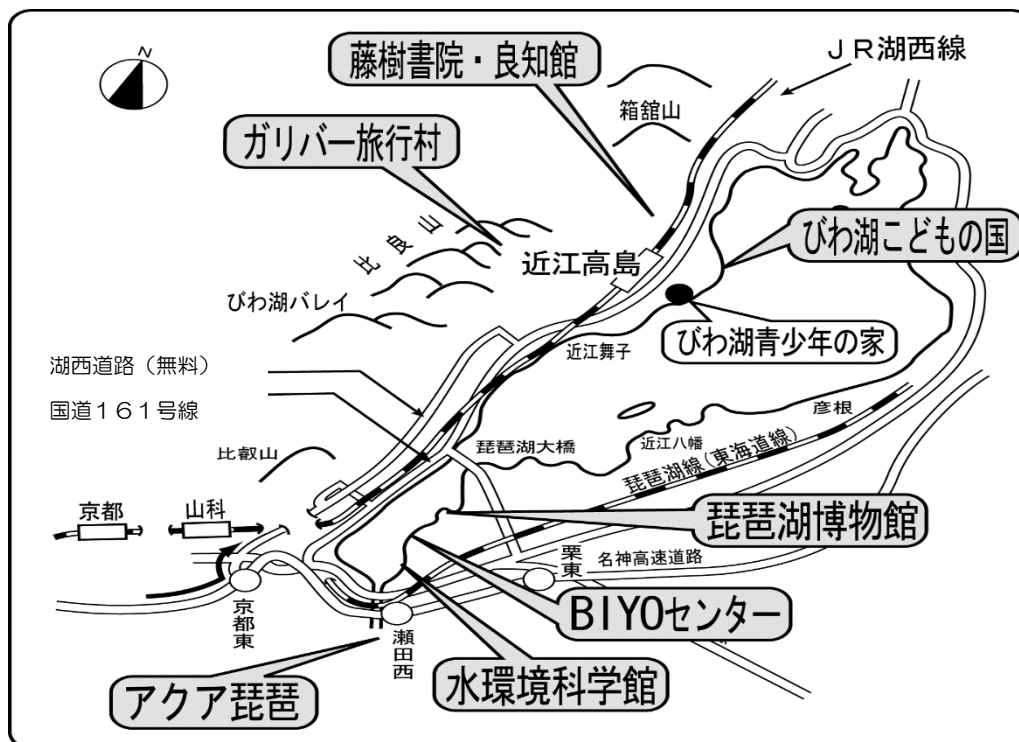 N
藤樹書院・良知館
JR湖西線
箱舘山
ガリバー旅行村
比良山
近江高島
びわ湖こどもの国
びわ湖バレイ
びわ湖青少年の家
近江舞子
湖西道路（無料）
国道１６１号線
彦根
近江八幡
琵琶湖大橋
琵琶湖線(東海道線)
比叡山
京都
山科
琵琶湖博物館
名神高速道路
栗東
BIYOセンター
京都東
瀬田西
水環境科学館
アクア琵琶